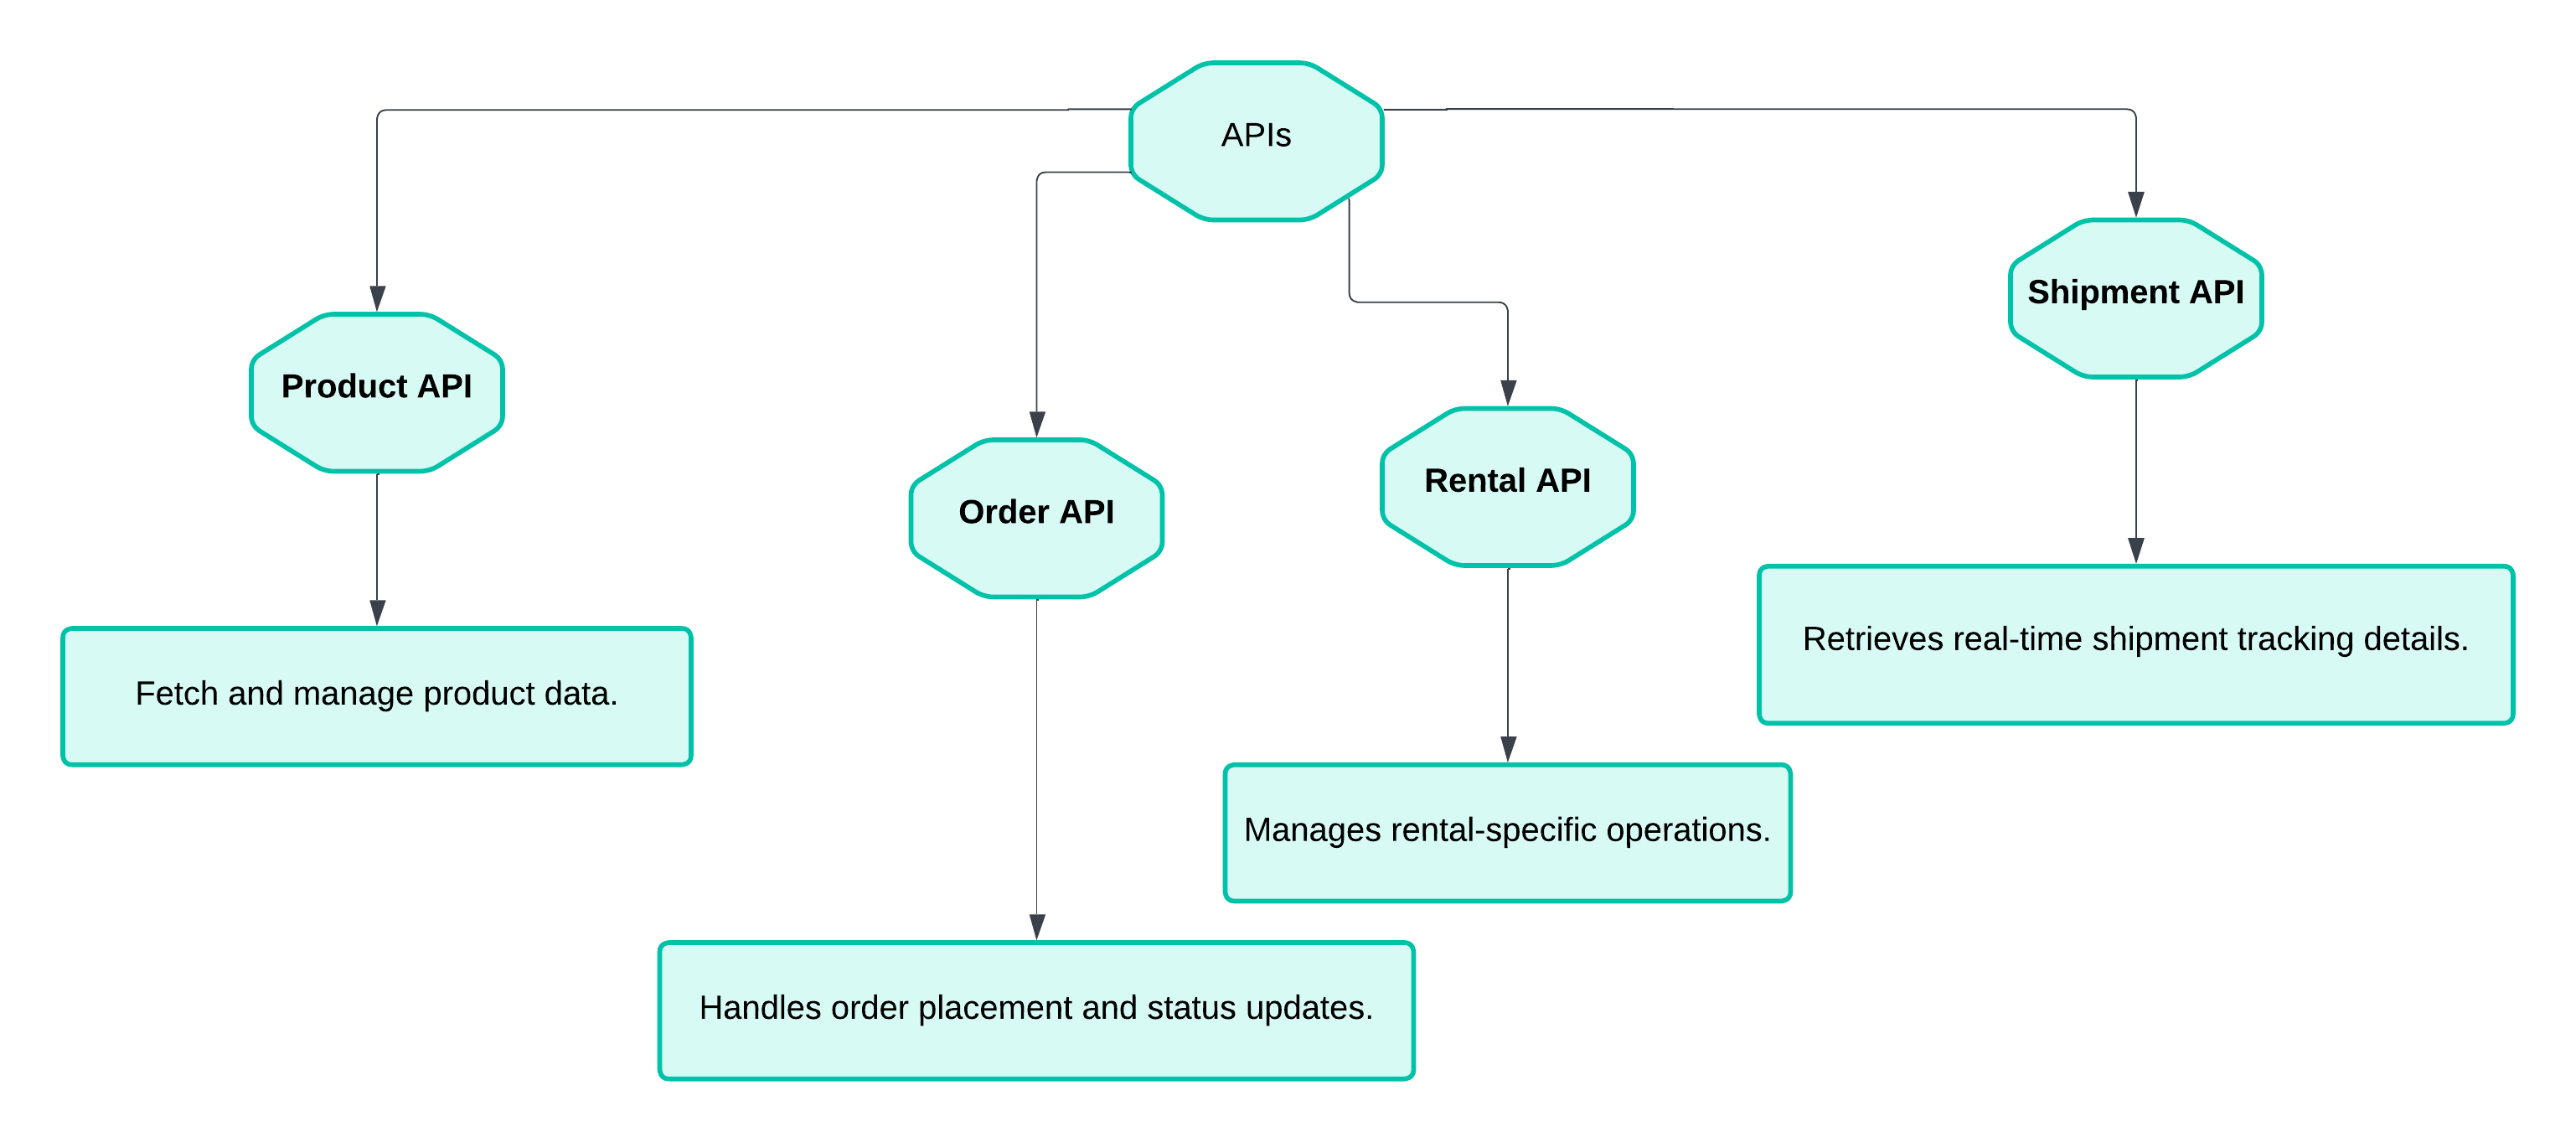 APIs
Product API
Order API
Rental API
Shipment API
Fetch and manage product data.
Handles order placement and status updates.
Manages rental-specific operations.
Retrieves real-time shipment tracking details.